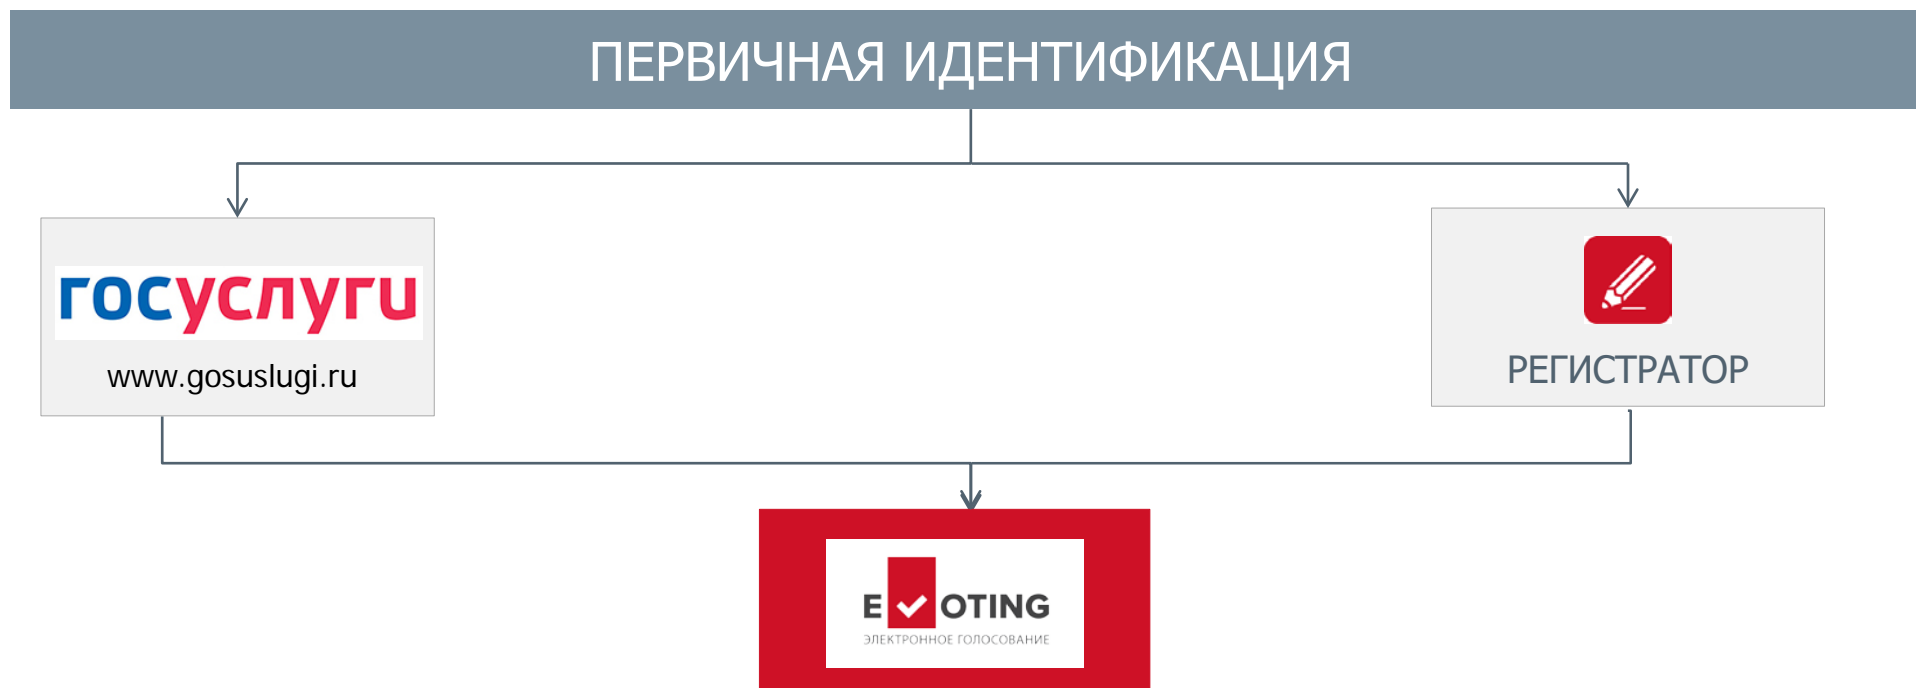 ПЕРВИЧНАЯ ИДЕНТИФИКАЦИЯ
госуслуги
www.gosuslugi.ru
РЕГИСТРАТОР
E OTING
ЭЛЕКТРОННОЕ ГОЛОСОВАНИЕ